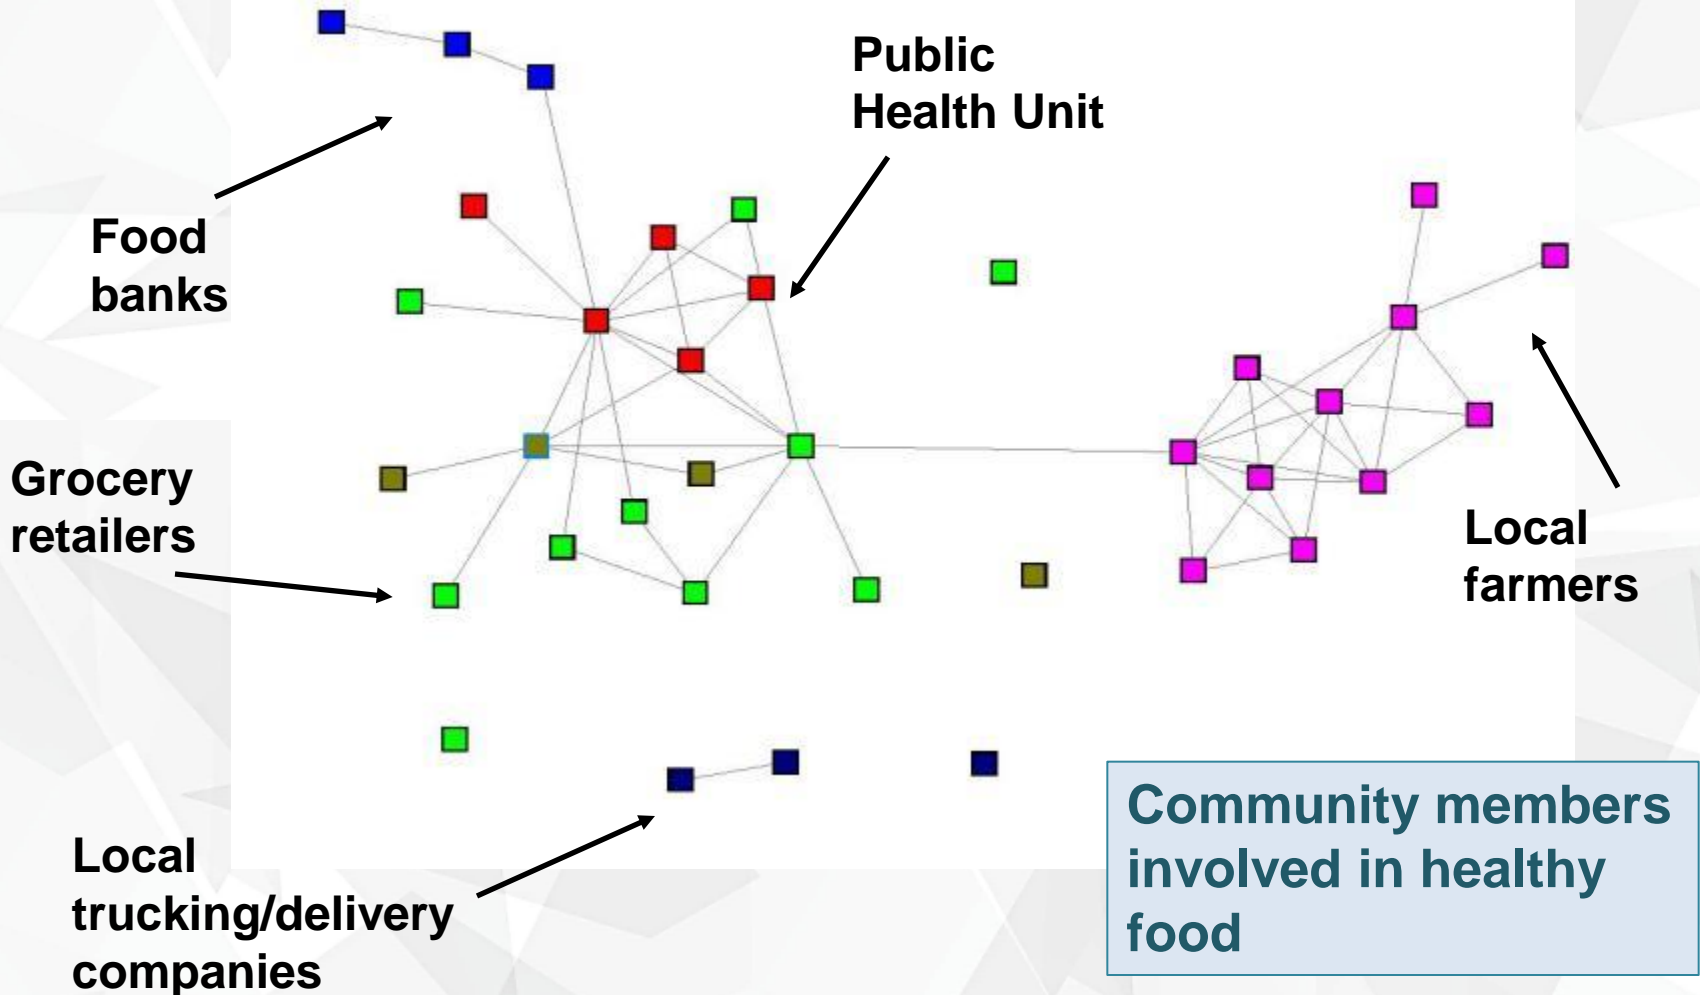 Public
Health Unit
Food
banks
Grocery
retailers
Local
farmers
Local
trucking/delivery
companies
Community members
involved in healthy
food